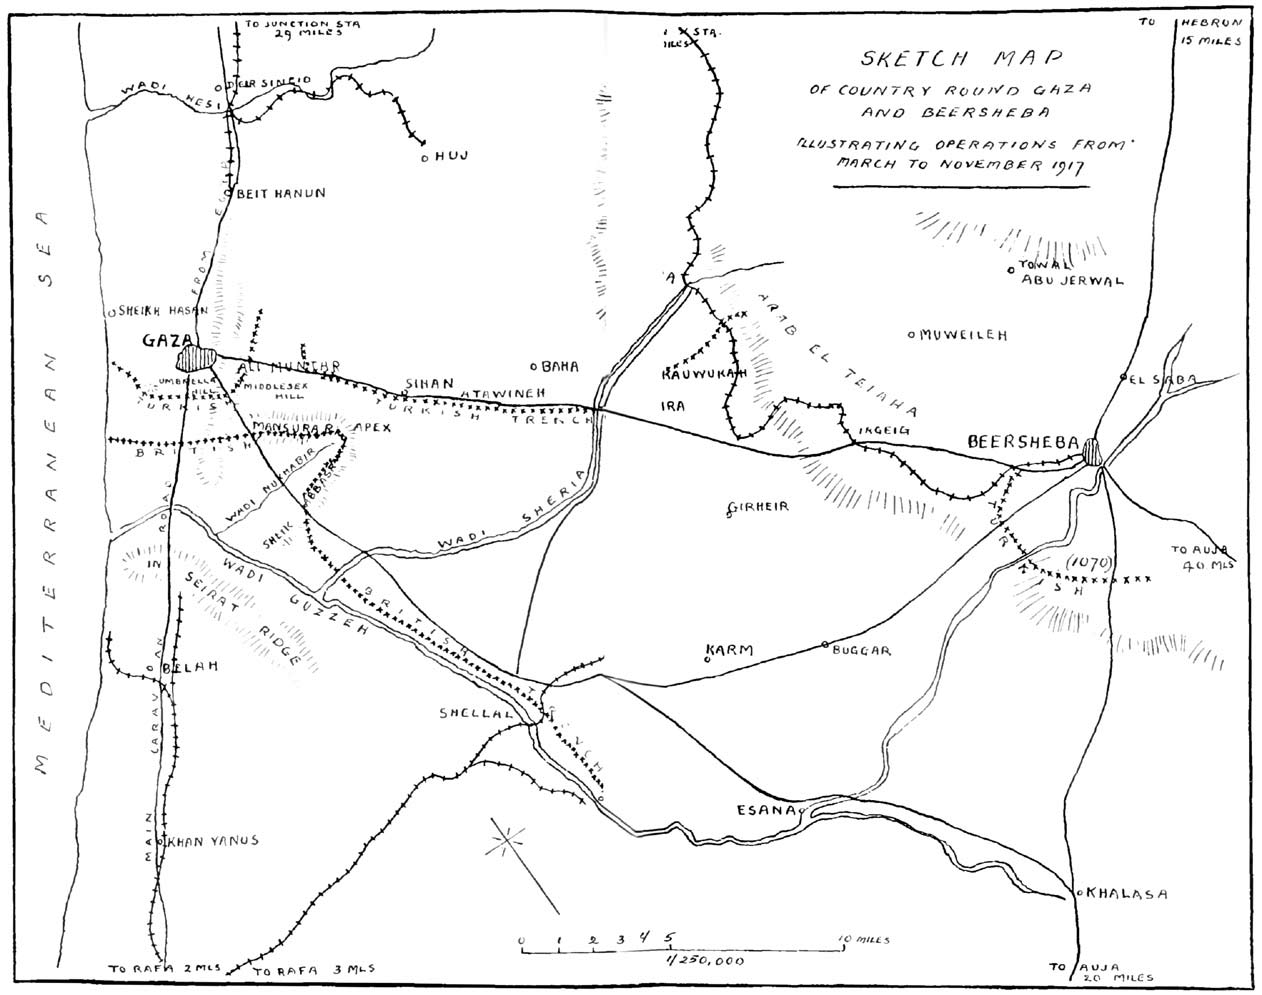 TO JUNCTION STA
29 MILES
STA.
TO HEBRON
15 MILES
SKETCH MAP
OF COUNTRY ROUND GAZA
AND BEERSHEBA
ILLUSTRATING OPERATIONS FROM
MARCH TO NOVEMBER 1917
MEDITERRANEAN SEA
WADI HESI
DEIR SINEID
HUJ
BEIT HANUN
FROM
SHEIKH HASAN
GAZA
ALI MUNTAR
UMBRELLA
HILL
MIDDLESEX
HILL
TURKISH
SIHAN
ATAWINEH
TURKISH TRENCH
BAHA
MANSURA R.
APEX
BRITISH
WADI NUKHABIR
SHEIK ABBAS
ROAD
WADI SHERIA
WADI GUZZEH
IN
SEIRAT RIDGE
BRITISH
BELAH
MAIN CARAVAN
KHAN YANUS
SHELLAL
TO RAFA 2 MLS
TO RAFA 3 MLS
ARAB EL TEIAHA
KAUWUKAH
IRA
IRGEIG
GIRHEIR
TOWAL
ABU JERWAL
MUWEILEH
EL SABA
BEERSHEBA
(1070)
TO AUJA
40 MLS
KARM
BUGGAR
ESANA
KHALASA
TO AUJA
20 MILES
0 1 2 3 4 5 10 MILES
1/250,000